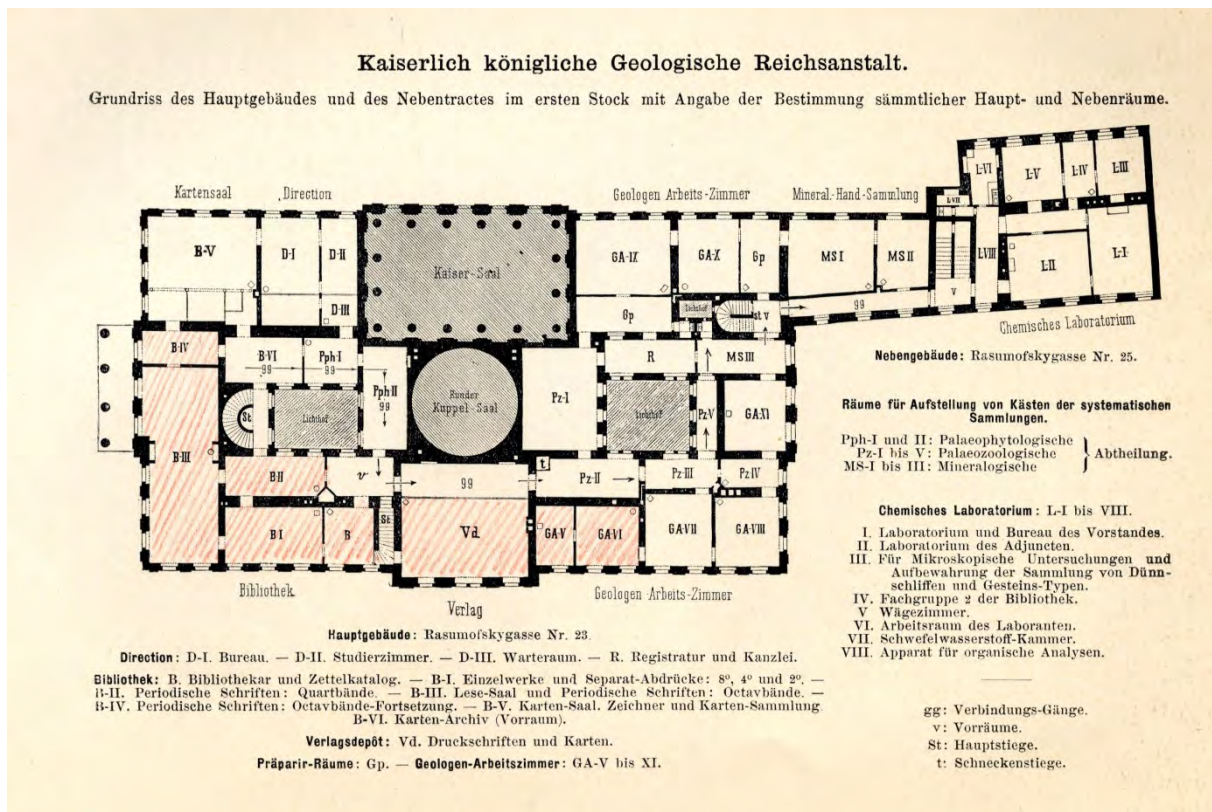 Kaiserlich königliche Geologische Reichsanstalt.
Grundriss des Hauptgebäudes und des Nebentractes im ersten Stock mit Angabe der Bestimmung sämmtlicher Haupt- und Nebenräume.
Kartensaal
Direction
Geologen Arbeits-Zimmer
Mineral-Hand-Sammlung
L-VI
L-V
L-IV
L-III
L-VII
B-V
D-I
D-II
D-III
Kaiser-Saal
GA-IX
GA-X
Gp
MS I
MS II
L-VIII
L-II
L-I
v
Gp
Lichthof
st v
gg
Chemisches Laboratorium
B-IV
B-VI
gg
Pph-I
gg
Pph II
gg
Runder
Kuppel-Saal
Pz-I
R
MS III
St
Lichthof
Lichthof
Pz-V
GA-XI
B-III
B-II
v
gg
t
Pz-II
Pz-III
Pz IV
B I
B
St
Vd.
GA-V
GA-VI
GA-VII
GA-VIII
Bibliothek
Verlag
Geologen-Arbeits-Zimmer
Hauptgebäude: Rasumofskygasse Nr. 23.
Direction: D-I. Bureau. — D-II. Studierzimmer. — D-III. Warteraum. — R. Registratur und Kanzlei.
Bibliothek: B. Bibliothekar und Zettelkatalog. — B-I. Einzelwerke und Separat-Abdrücke: 8°, 4° und 2°. —
B-II. Periodische Schriften: Quartbände. — B-III. Lese-Saal und Periodische Schriften: Octavbände. —
B-IV. Periodische Schriften: Octavbände-Fortsetzung. — B-V. Karten-Saal. Zeichner und Karten-Sammlung
B-VI. Karten-Archiv (Vorraum).
Verlagsdepôt: Vd. Druckschriften und Karten.
Präparir-Räume: Gp. — Geologen-Arbeitszimmer: GA-V bis XI.
Nebengebäude: Rasumofskygasse Nr. 25.
Räume für Aufstellung von Kästen der systematischen
Sammlungen.
Pph-I und II: Palaeophytologische
Pz-I bis V: Palaeozoologische
MS-I bis III: Mineralogische
Abtheilung.
Chemisches Laboratorium: L-I bis VIII.
I. Laboratorium und Bureau des Vorstandes.
II. Laboratorium des Adjuncten.
III. Für Mikroskopische Untersuchungen und
Aufbewahrung der Sammlung von Dünn-
schliffen und Gesteins-Typen.
IV. Fachgruppe 2 der Bibliothek.
V Wägezimmer.
VI. Arbeitsraum des Laboranten.
VII. Schwefelwasserstoff-Kammer.
VIII. Apparat für organische Analysen.
gg: Verbindungs-Gänge.
v: Vorräume.
St: Hauptstiege.
t: Schneckenstiege.